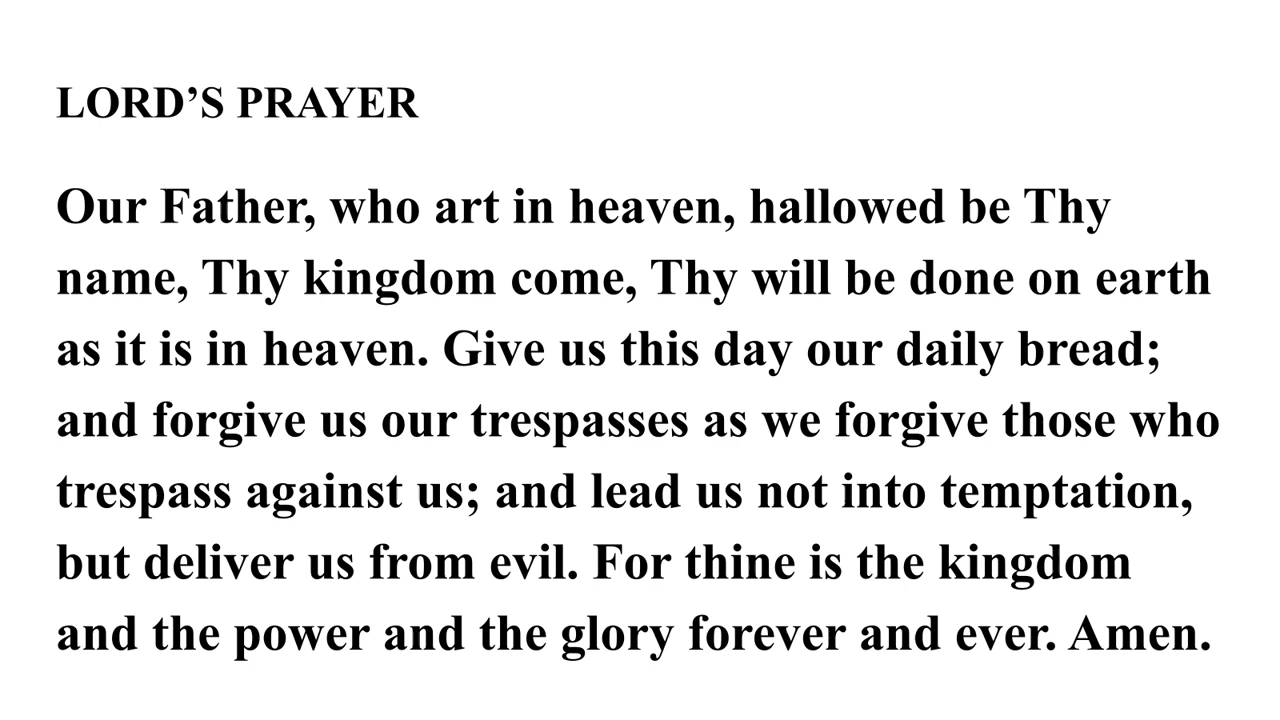 LORD’S PRAYER
Our Father, who art in heaven, hallowed be Thy
name, Thy kingdom come, Thy will be done on earth
as it is in heaven. Give us this day our daily bread;
and forgive us our trespasses as we forgive those who
trespass against us; and lead us not into temptation,
but deliver us from evil. For thine is the kingdom
and the power and the glory forever and ever. Amen.